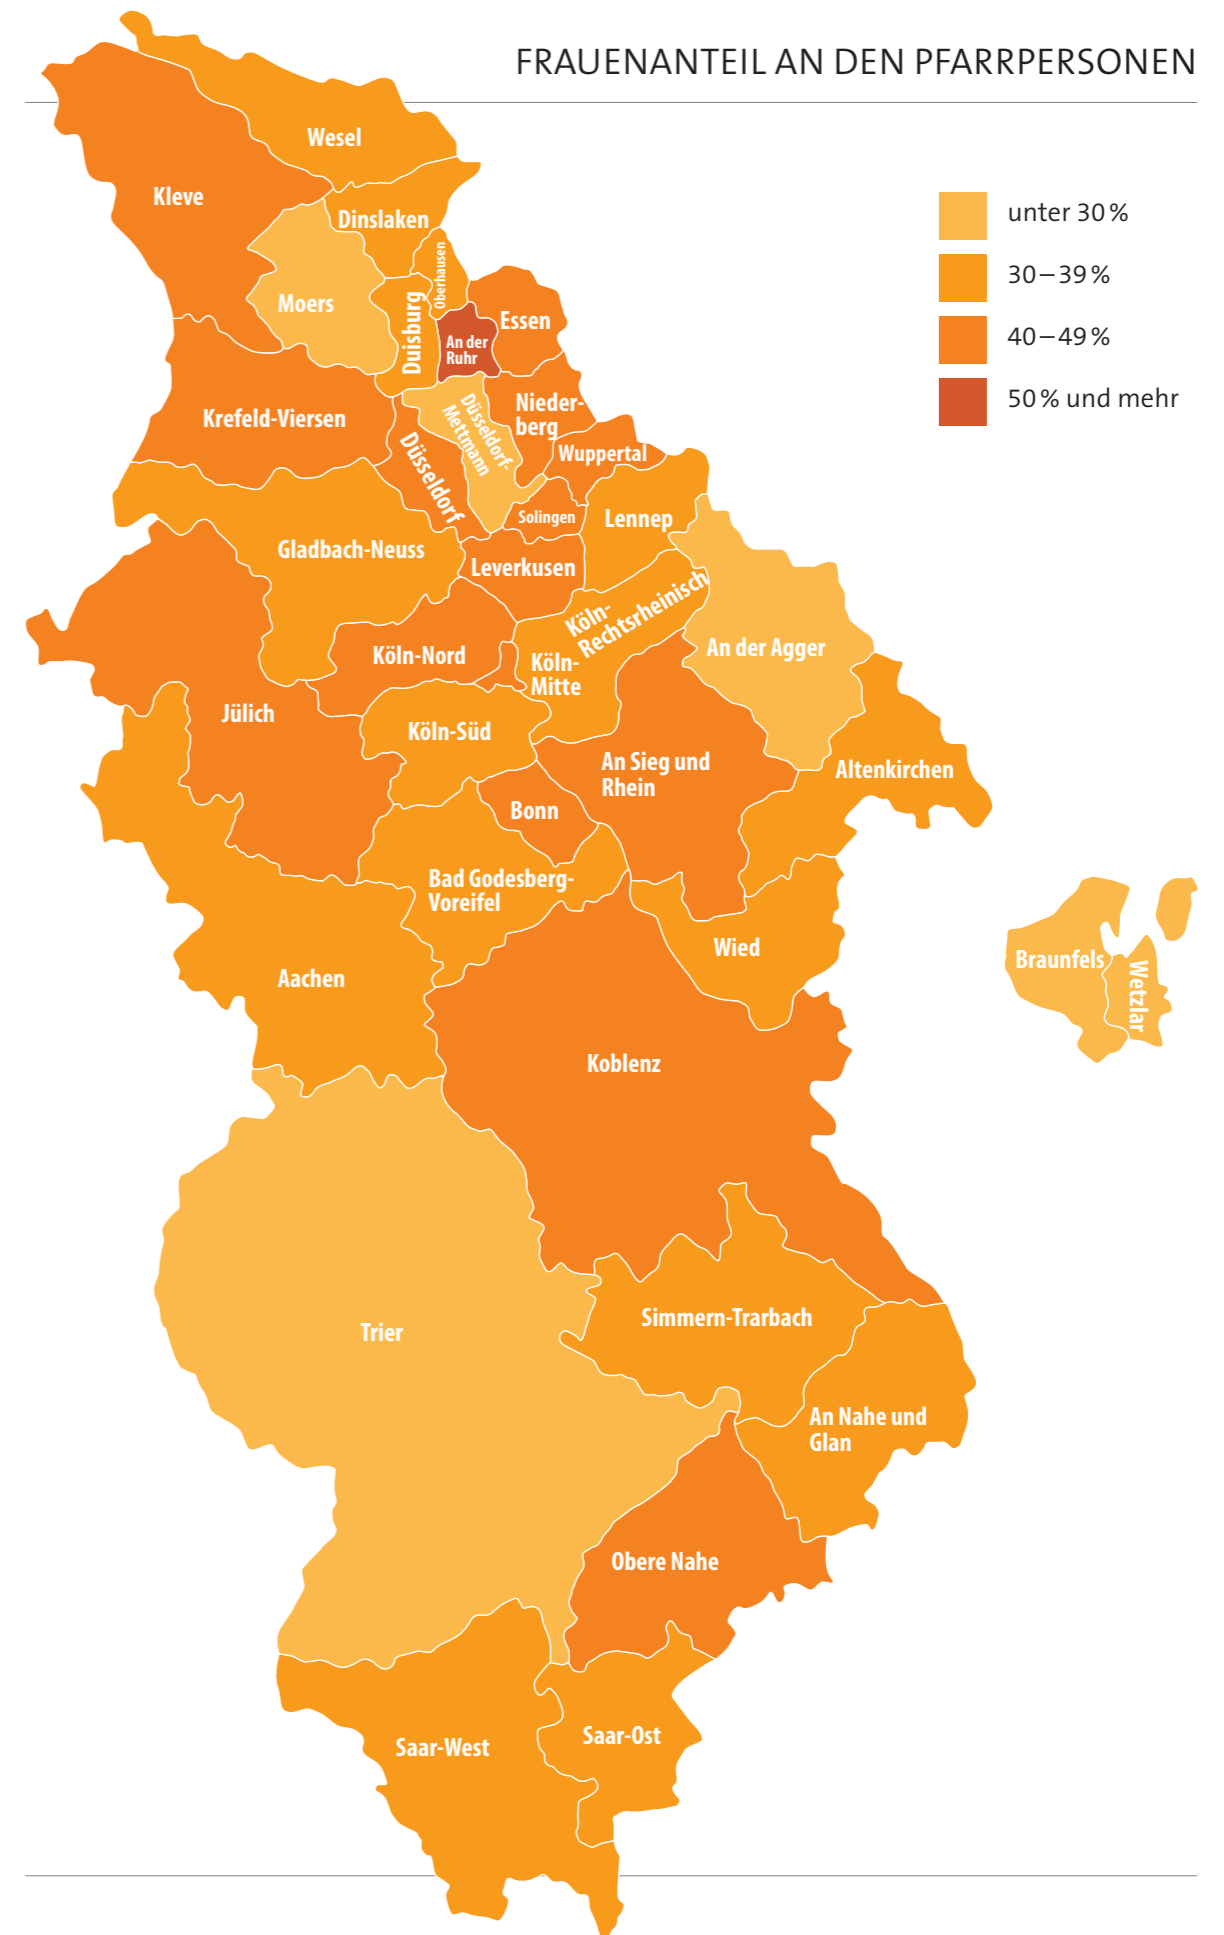 FRAUENANTEIL AN DEN PFARRPERSONEN
unter 30 %
30 – 39 %
40 – 49 %
50 % und mehr
Wesel
Kleve
Dinslaken
Oberhausen
Moers
Duisburg
Essen
An der
Ruhr
Krefeld-Viersen
Düsseldorf-
Mettmann
Nieder-
berg
Düsseldorf
Wuppertal
Solingen
Lennep
Gladbach-Neuss
Leverkusen
Köln-
Rechtsrheinisch
Köln-Nord
Köln-
Mitte
An der Agger
Jülich
Köln-Süd
An Sieg und
Rhein
Altenkirchen
Bonn
Bad Godesberg-
Voreifel
Wied
Braunfels
Wetzlar
Aachen
Koblenz
Trier
Simmern-Trarbach
An Nahe und
Glan
Obere Nahe
Saar-West
Saar-Ost